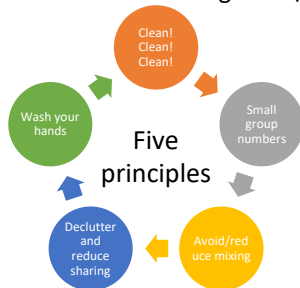 Clean!
Clean!
Clean!
Small
group
numbers
Avoid/red
uce mixing
Declutter
and
reduce
sharing
Wash your
hands
Five
principles